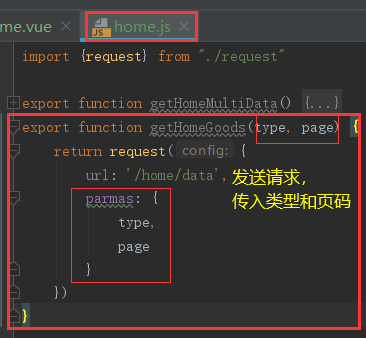 me.vue × home.js ×
import {request} from "./request"
export function getHomeMultiData() {...}
export function getHomeGoods(type, page) {
return request( config: {
url: '/home/data',
parmas: {
type,
page
}
})
}
发送请求，
传入类型和页码